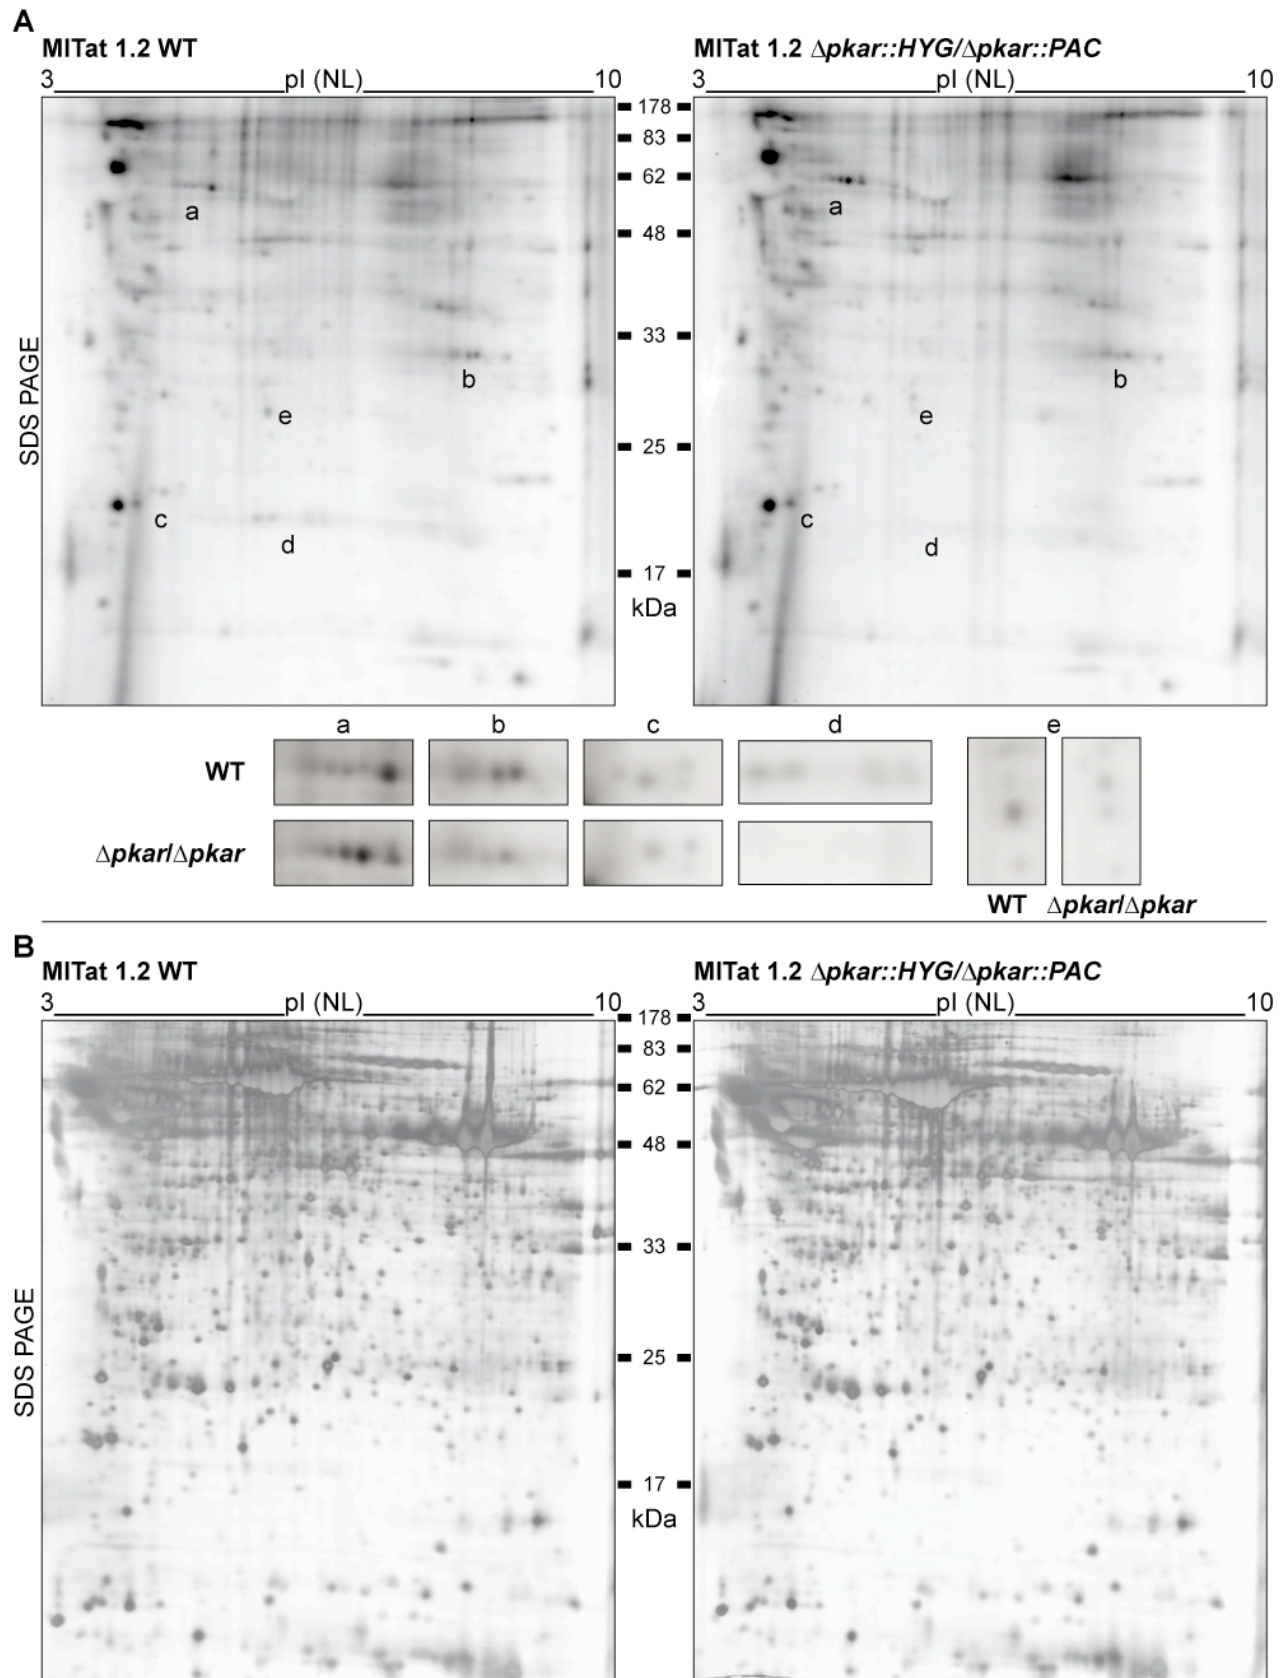 A
MITat 1.2 WT
MITat 1.2 Δpkar::HYG/Δpkar::PAC
3 pI (NL) 10
3 pI (NL) 10
178
83
62
48
33
25
17
kDa
SDS PAGE
a
b
e
c
d
a
b
e
c
d
a b c d e
WT
Δpkar/Δpkar
WT Δpkar/Δpkar
B
MITat 1.2 WT
MITat 1.2 Δpkar::HYG/Δpkar::PAC
3 pI (NL) 10
3 pI (NL) 10
178
83
62
48
33
25
17
kDa
SDS PAGE